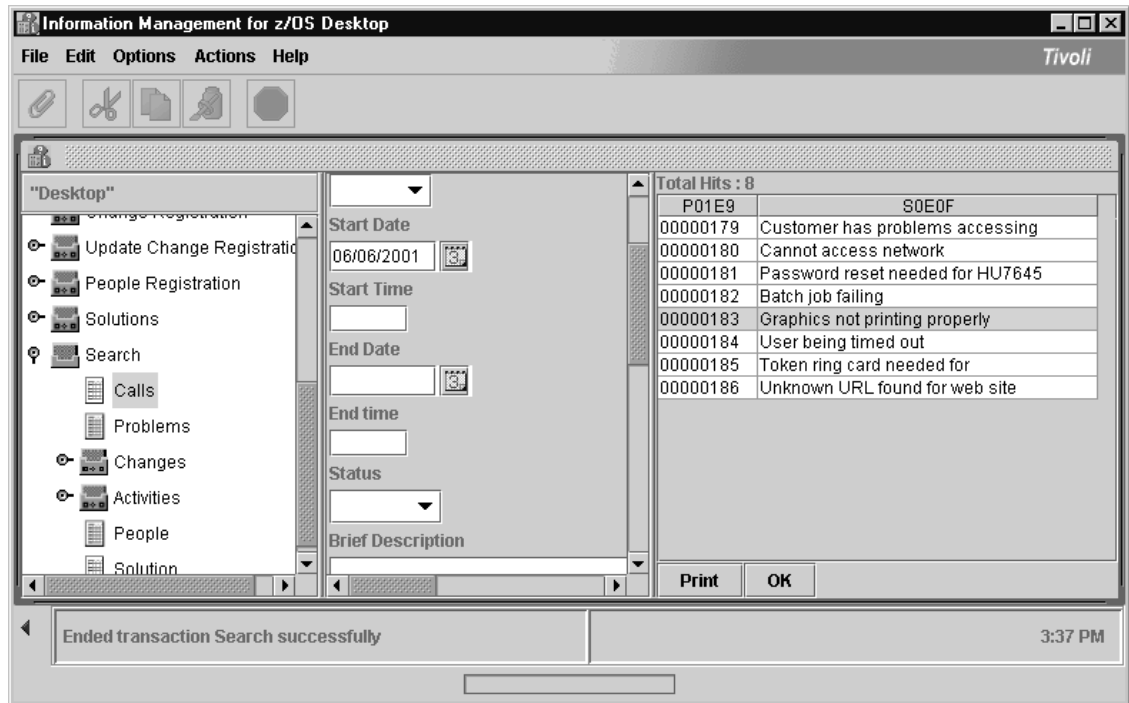 Information Management for z/OS Desktop
File Edit Options Actions Help
Tivoli
"Desktop"
Change Registration
Update Change Registratio
People Registration
Solutions
Search
Calls
Problems
Changes
Activities
People
Solution
Start Date
06/06/2001
Start Time
End Date
End time
Status
Brief Description
Total Hits : 8
P01E9 S0E0F
00000179 Customer has problems accessing
00000180 Cannot access network
00000181 Password reset needed for HU7645
00000182 Batch job failing
00000183 Graphics not printing properly
00000184 User being timed out
00000185 Token ring card needed for
00000186 Unknown URL found for web site
Print OK
Ended transaction Search successfully
3:37 PM